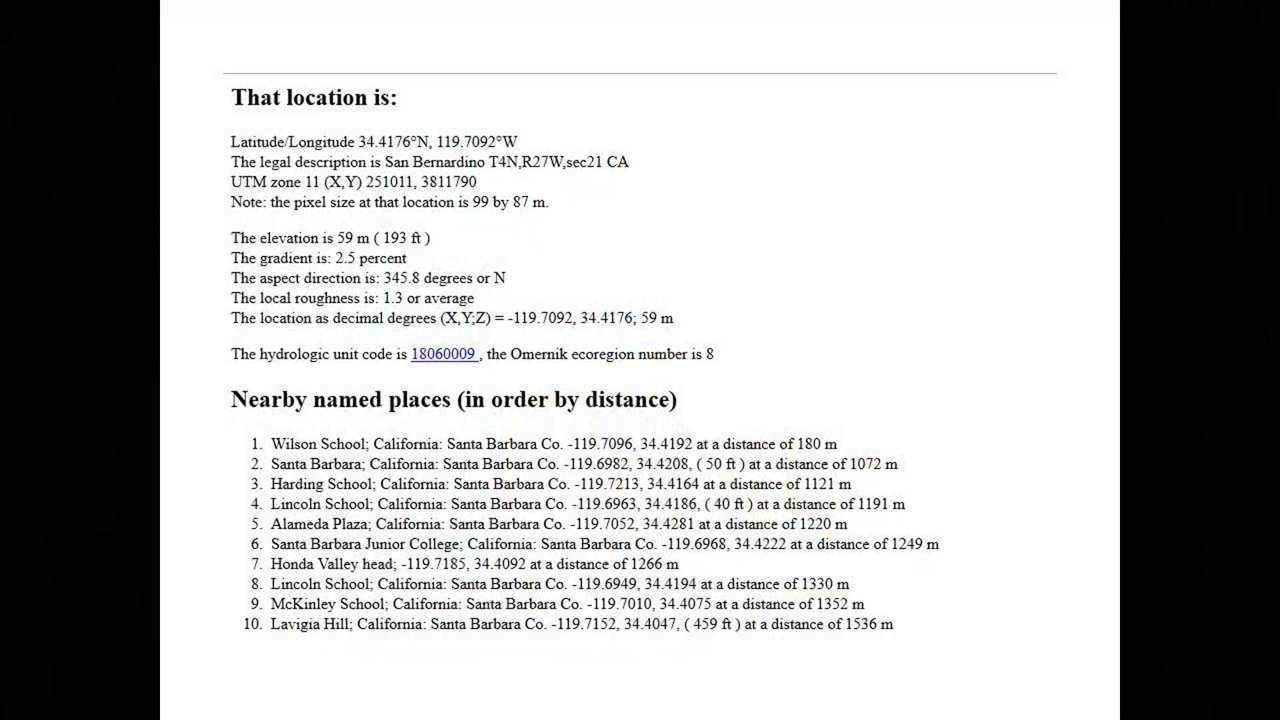 That location is:
Latitude/Longitude 34.4176°N, 119.7092°W
The legal description is San Bernardino T4N,R27W,sec21 CA
UTM zone 11 (X,Y) 251011, 3811790
Note: the pixel size at that location is 99 by 87 m.
The elevation is 59 m ( 193 ft )
The gradient is: 2.5 percent
The aspect direction is: 345.8 degrees or N
The local roughness is: 1.3 or average
The location as decimal degrees (X,Y;Z) = -119.7092, 34.4176; 59 m
The hydrologic unit code is 18060009 , the Omernik ecoregion number is 8
Nearby named places (in order by distance)
1. Wilson School; California: Santa Barbara Co. -119.7096, 34.4192 at a distance of 180 m
2. Santa Barbara; California: Santa Barbara Co. -119.6982, 34.4208, ( 50 ft ) at a distance of 1072 m
3. Harding School; California: Santa Barbara Co. -119.7213, 34.4164 at a distance of 1121 m
4. Lincoln School; California: Santa Barbara Co. -119.6963, 34.4186, ( 40 ft ) at a distance of 1191 m
5. Alameda Plaza; California: Santa Barbara Co. -119.7052, 34.4281 at a distance of 1220 m
6. Santa Barbara Junior College; California: Santa Barbara Co. -119.6968, 34.4222 at a distance of 1249 m
7. Honda Valley head; -119.7185, 34.4092 at a distance of 1266 m
8. Lincoln School; California: Santa Barbara Co. -119.6949, 34.4194 at a distance of 1330 m
9. McKinley School; California: Santa Barbara Co. -119.7010, 34.4075 at a distance of 1352 m
10. Lavigia Hill; California: Santa Barbara Co. -119.7152, 34.4047, ( 459 ft ) at a distance of 1536 m